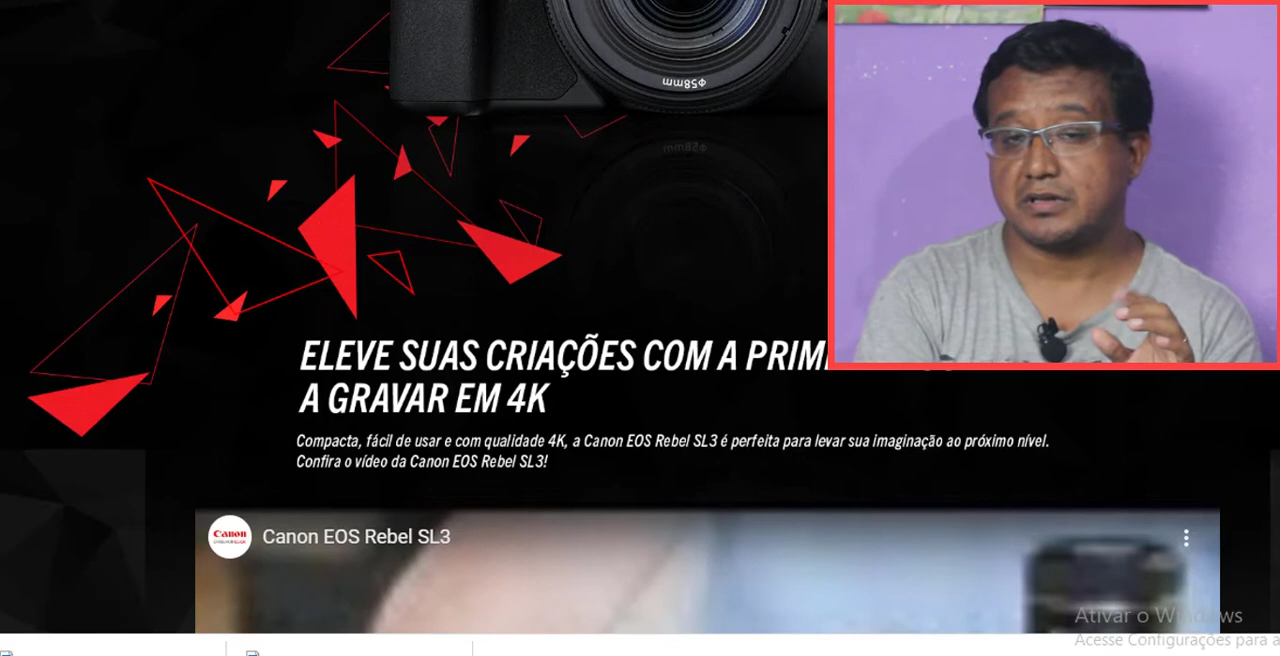 Φ58mm
Φ58mm
ELEVE SUAS CRIAÇÕES COM A PRIM
A GRAVAR EM 4K
Compacta, fácil de usar e com qualidade 4K, a Canon EOS Rebel SL3 é perfeita para levar sua imaginação ao próximo nível.
Confira o vídeo da Canon EOS Rebel SL3!
Canon
Canon EOS Rebel SL3
Ativar o Windows
Acesse Configurações para a